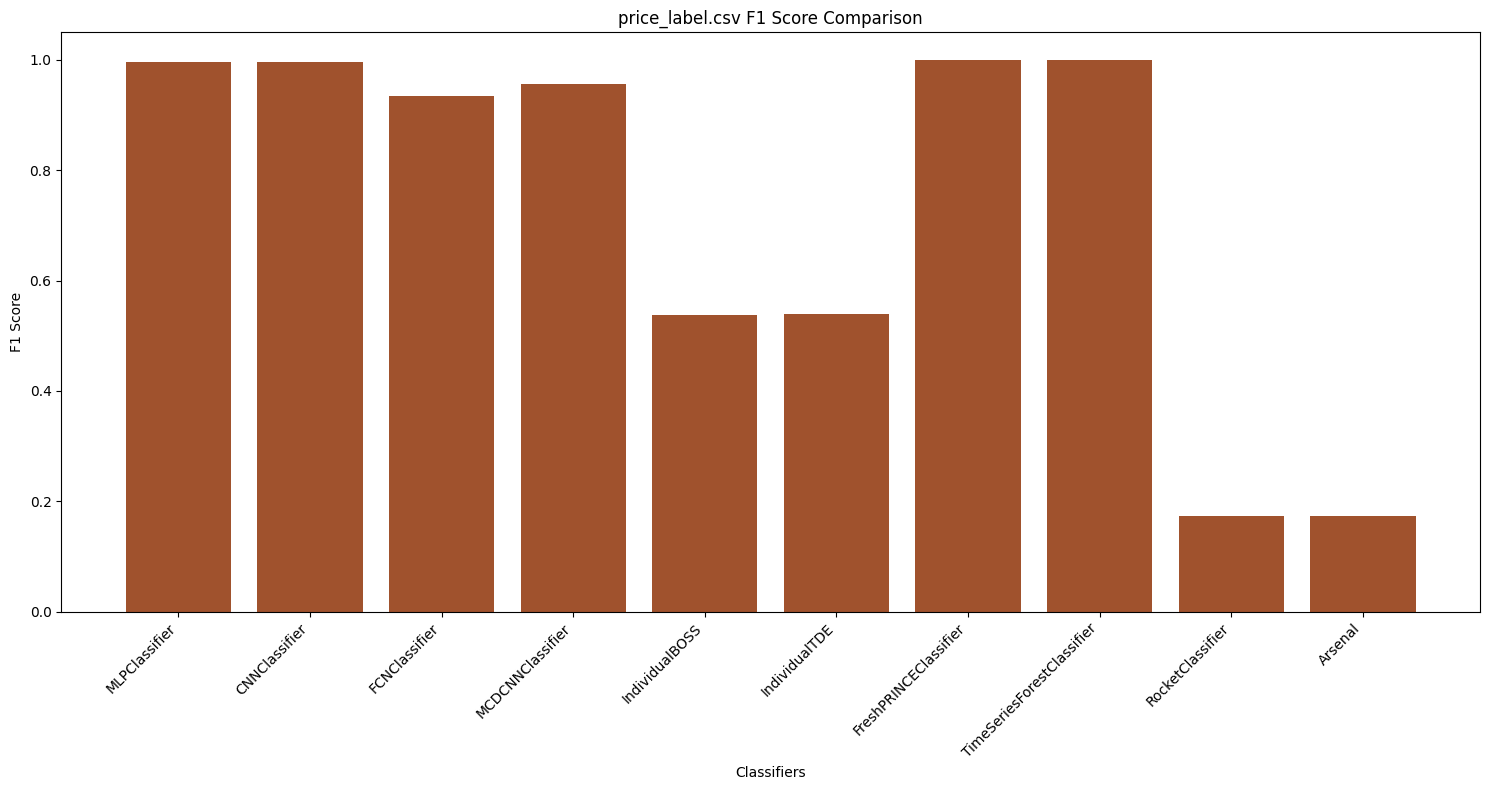 price_label.csv F1 Score Comparison
F1 Score
1.0
0.8
0.6
0.4
0.2
0.0
MLPClassifier
CNNClassifier
FCNClassifier
MCDCNNClassifier
IndividualBOSS
IndividualTDE
FreshPRINCEClassifier
TimeSeriesForestClassifier
RocketClassifier
Arsenal
Classifiers